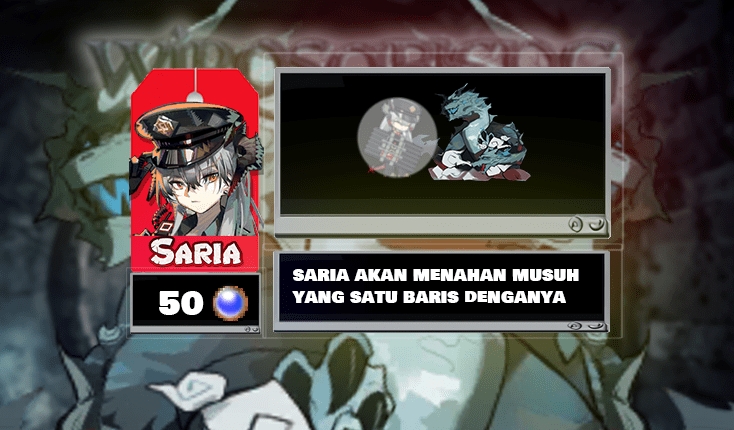 SARIA
50
SARIA AKAN MENAHAN MUSUH
YANG SATU BARIS DENGANYA